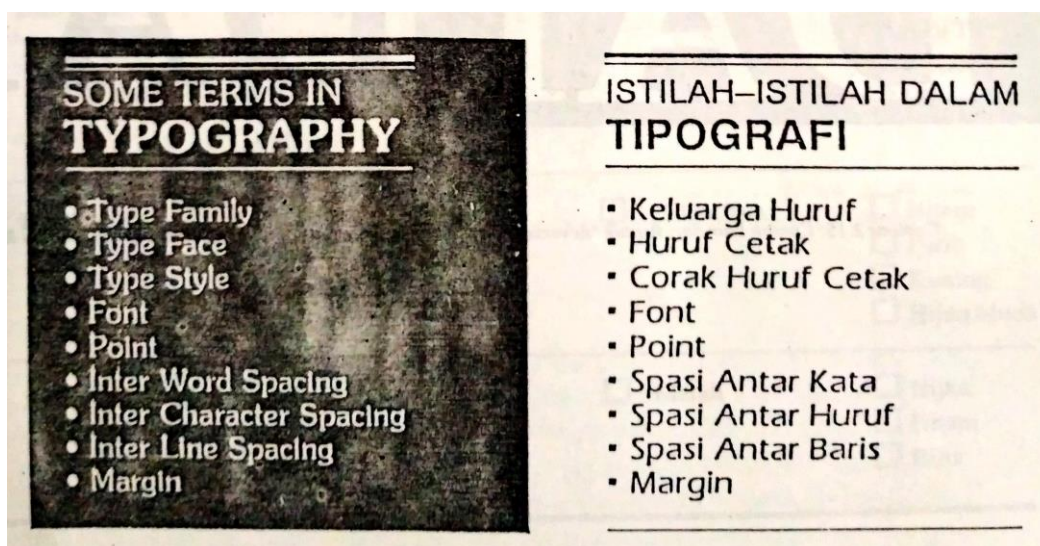 SOME TERMS IN
TYPOGRAPHY
• Type Family
• Type Face
• Type Style
• Font
• Point
• Inter Word Spacing
• Inter Character Spacing
• Inter Line Spacing
• Margin
ISTILAH–ISTILAH DALAM
TIPOGRAFI
▪ Keluarga Huruf
▪ Huruf Cetak
▪ Corak Huruf Cetak
▪ Font
▪ Point
▪ Spasi Antar Kata
▪ Spasi Antar Huruf
▪ Spasi Antar Baris
▪ Margin